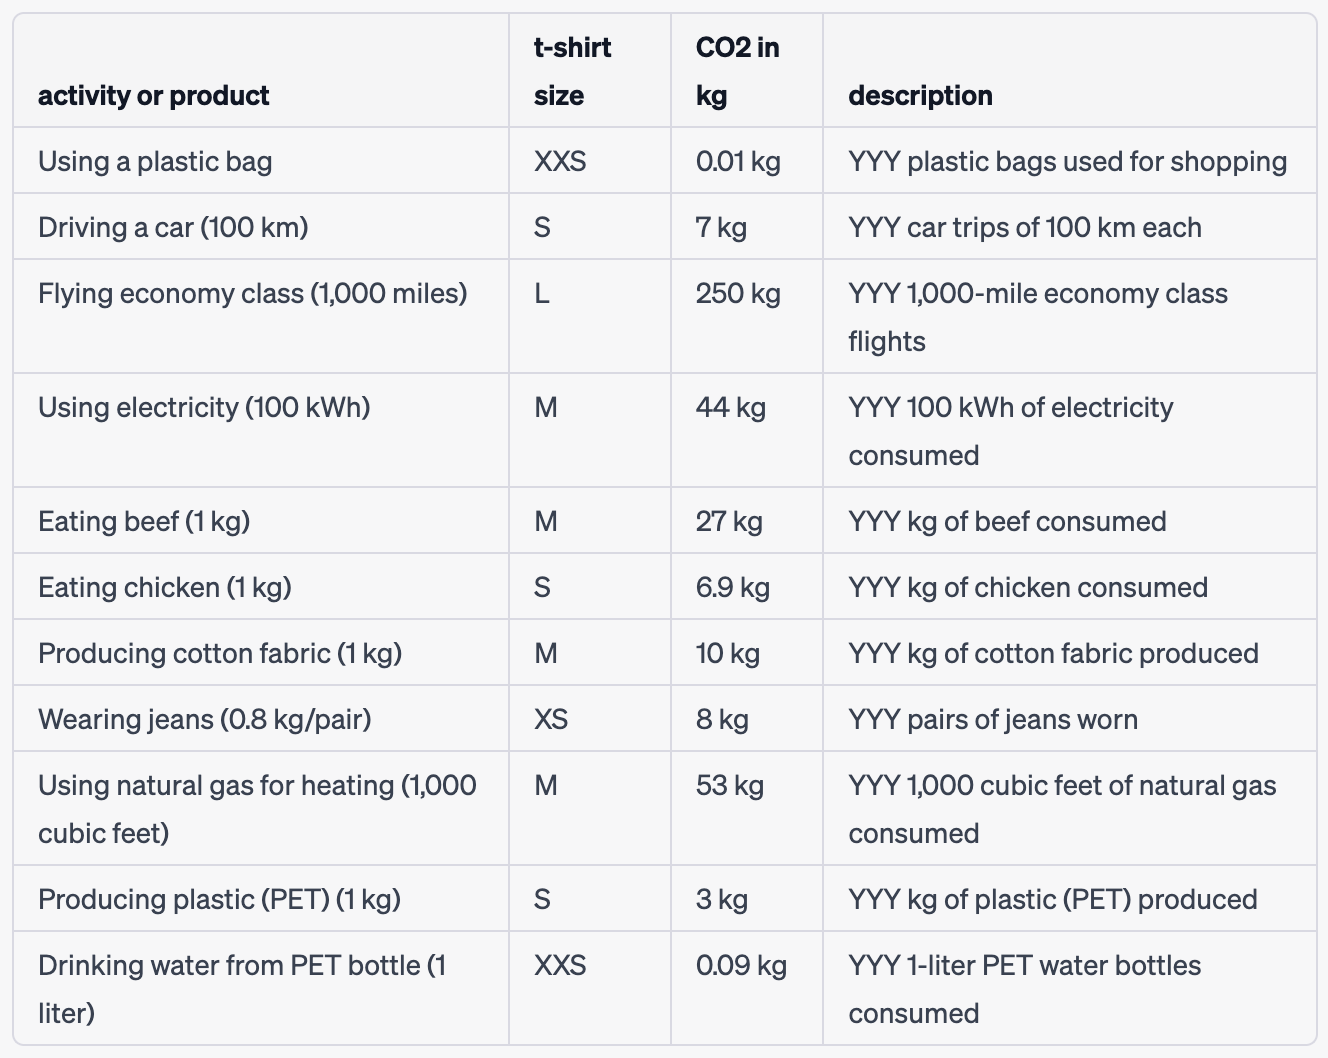 activity or product
t-shirt
size
CO2 in
kg
description
Using a plastic bag
XXS
0.01 kg
YYY plastic bags used for shopping
Driving a car (100 km)
S
7 kg
YYY car trips of 100 km each
Flying economy class (1,000 miles)
L
250 kg
YYY 1,000-mile economy class
flights
Using electricity (100 kWh)
M
44 kg
YYY 100 kWh of electricity
consumed
Eating beef (1 kg)
M
27 kg
YYY kg of beef consumed
Eating chicken (1 kg)
S
6.9 kg
YYY kg of chicken consumed
Producing cotton fabric (1 kg)
M
10 kg
YYY kg of cotton fabric produced
Wearing jeans (0.8 kg/pair)
XS
8 kg
YYY pairs of jeans worn
Using natural gas for heating (1,000
cubic feet)
M
53 kg
YYY 1,000 cubic feet of natural gas
consumed
Producing plastic (PET) (1 kg)
S
3 kg
YYY kg of plastic (PET) produced
Drinking water from PET bottle (1
liter)
XXS
0.09 kg
YYY 1-liter PET water bottles
consumed